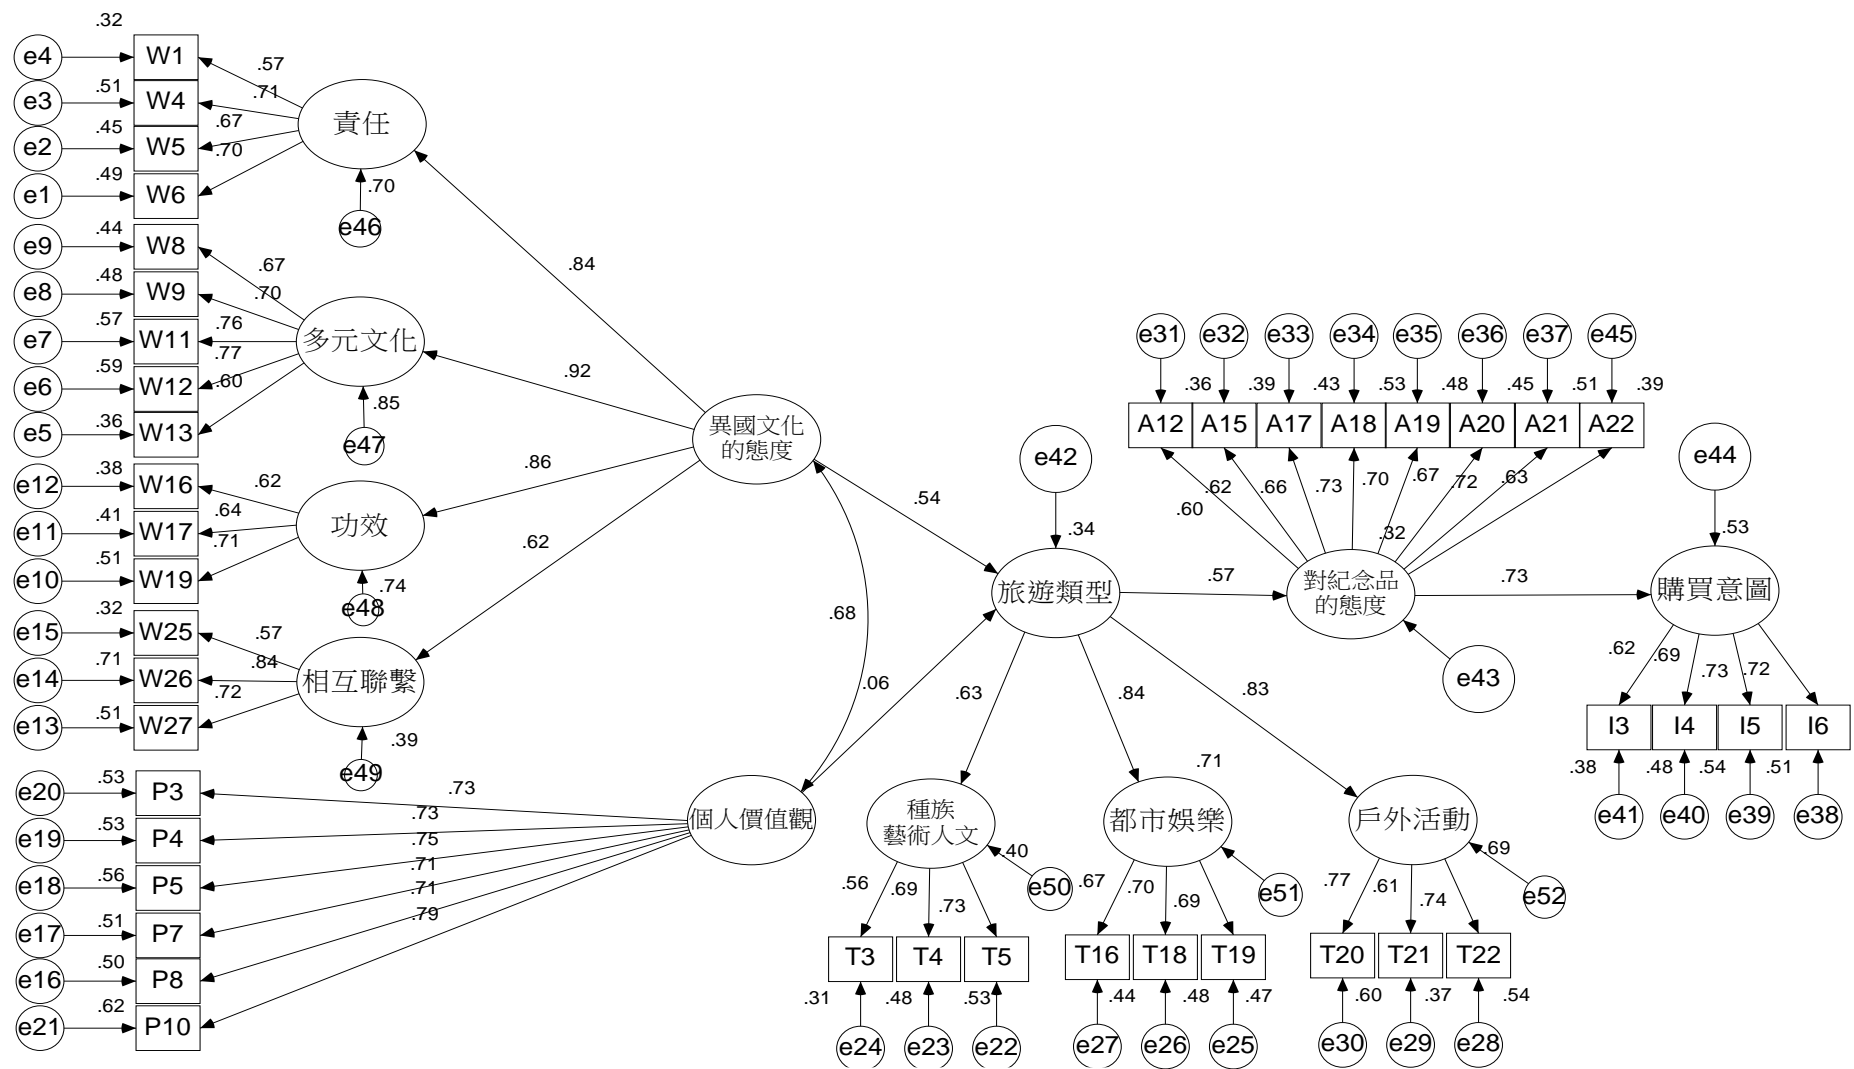 .32
e4 W1 .57
.51 .71
e3 W4
.45 .67
e2 W5 .70
.49
e1 W6
責任
.70
e46
.44
e9 W8 .67
.48 .70
e8 W9
.57 .76
e7 W11
.59 .77
e6 W12 .60
.36
e5 W13
多元文化
.85
e47
.38
e12 W16 .62
.41 .64
e11 W17
.51 .71
e10 W19
功效
.74
e48
.32
e15 W25 .57
.71 .84
e14 W26
.51 .72
e13 W27
相互聯繫
.39
e49
.84
.92
.86
.62
異國文化
的態度
.54
.68
.06
.53
e20 P3 .73
.53 .73
e19 P4 .75
.56 .71
e18 P5
.51 .71
e17 P7 .79
.50
e16 P8
.62
e21 P10
個人價值觀
e42
.34
旅遊類型
.57
.63
.84
.83
種族
藝術人文
.40
e50
.56 .69 .73
T3 T4 T5
.31 .48 .53
e24 e23 e22
.71
都市娛樂
e51
.67 .70 .69
T16 T18 T19
.44 .48 .47
e27 e26 e25
戶外活動
.69
e52
.77 .61 .74
T20 T21 T22
.60 .37 .54
e30 e29 e28
e31 e32 e33 e34 e35 e36 e37 e45
.36 .39 .43 .53 .48 .45 .51 .39
A12 A15 A17 A18 A19 A20 A21 A22
.60 .62 .66 .73 .70 .67 .72 .63
.32
對紀念品
的態度
e43
.73
e44
.53
購買意圖
.62 .69 .73 .72
I3 I4 I5 I6
.38 .48 .54 .51
e41 e40 e39 e38